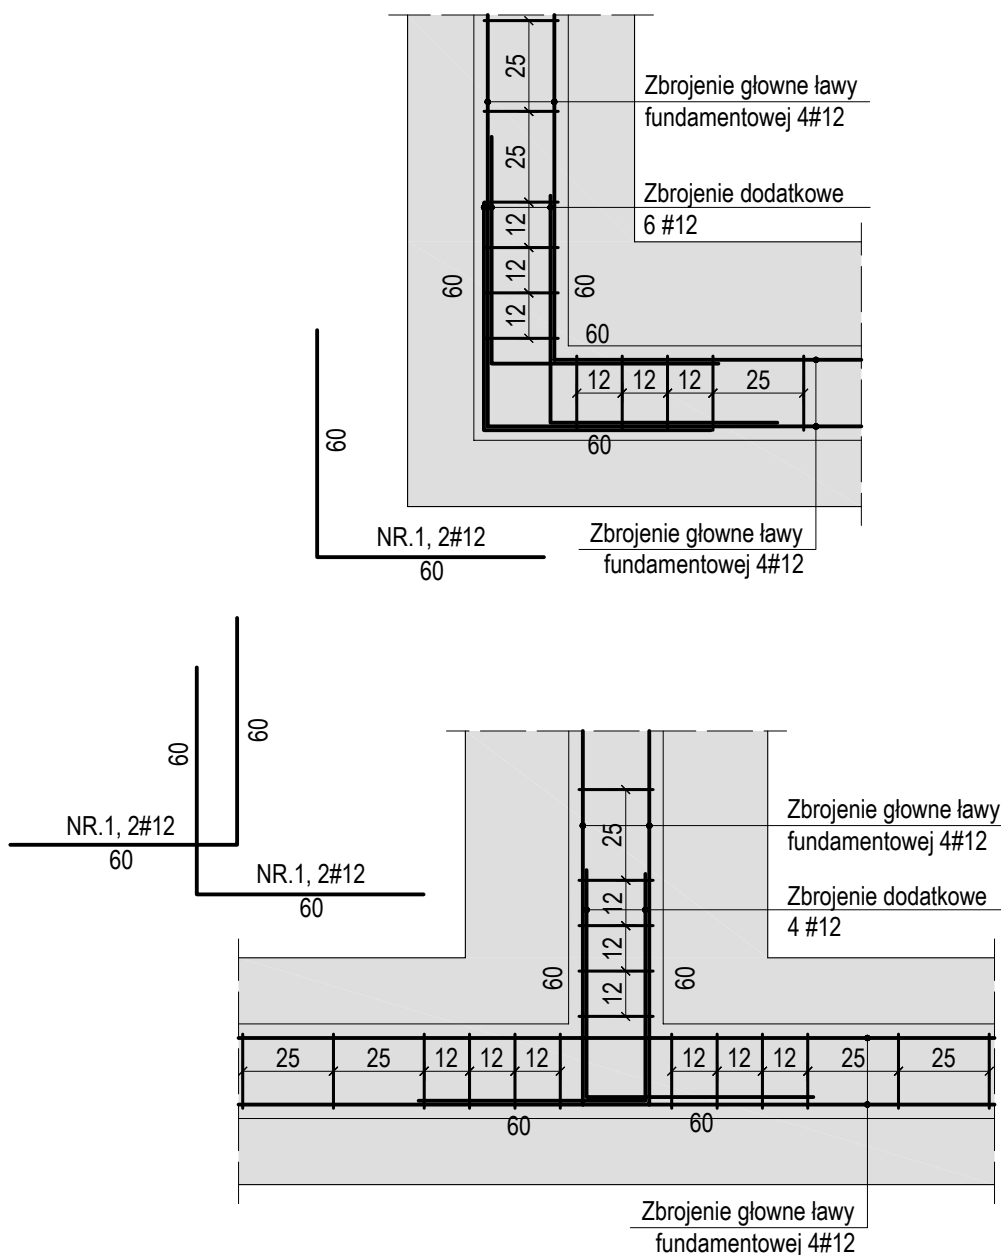 25
Zbrojenie głowne ławy
fundamentowej 4#12
25
Zbrojenie dodatkowe
6 #12
12
12
12
60
60
60
12 12 12 25
60
60
NR.1, 2#12
60
Zbrojenie głowne ławy
fundamentowej 4#12
60
60
NR.1, 2#12
60
NR.1, 2#12
60
25
Zbrojenie głowne ławy
fundamentowej 4#12
12
Zbrojenie dodatkowe
4 #12
12
12
60
60
25 25 12 12 12 12 12 12 25 25
60 60
Zbrojenie głowne ławy
fundamentowej 4#12